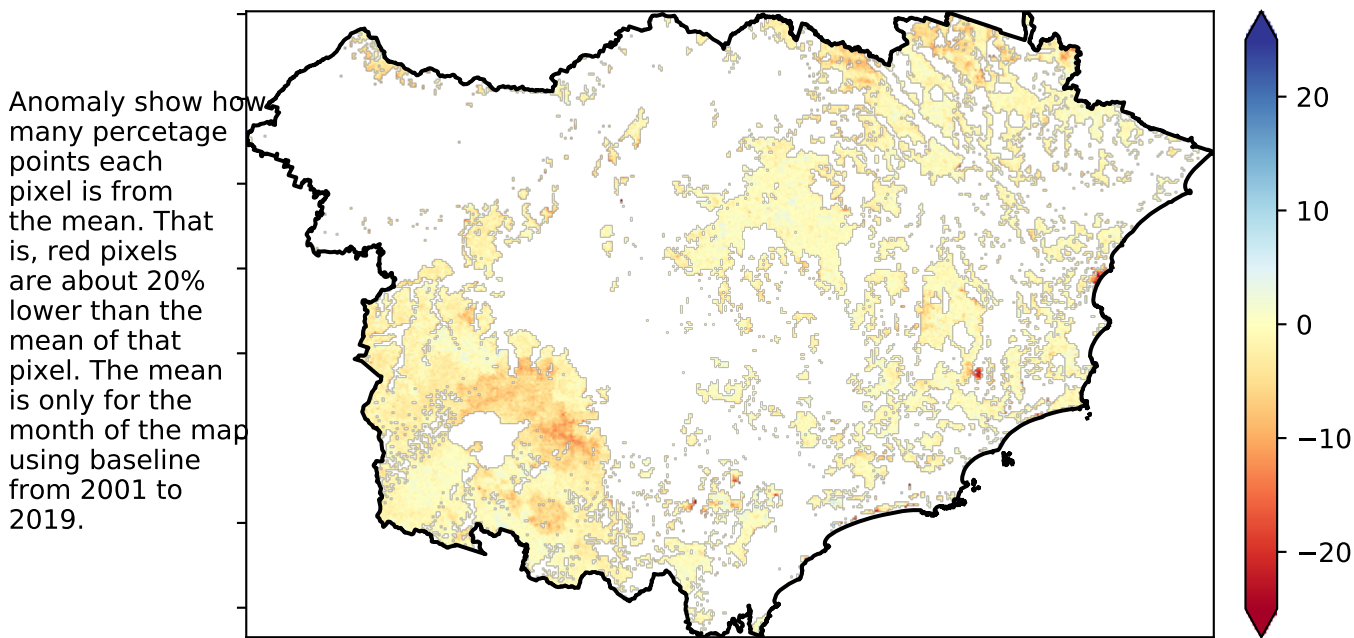 Anomaly show how
many percetage
points each
pixel is from
the mean. That
is, red pixels
are about 20%
lower than the
mean of that
pixel. The mean
is only for the
month of the map
using baseline
from 2001 to
2019.
20
10
0
−10
−20